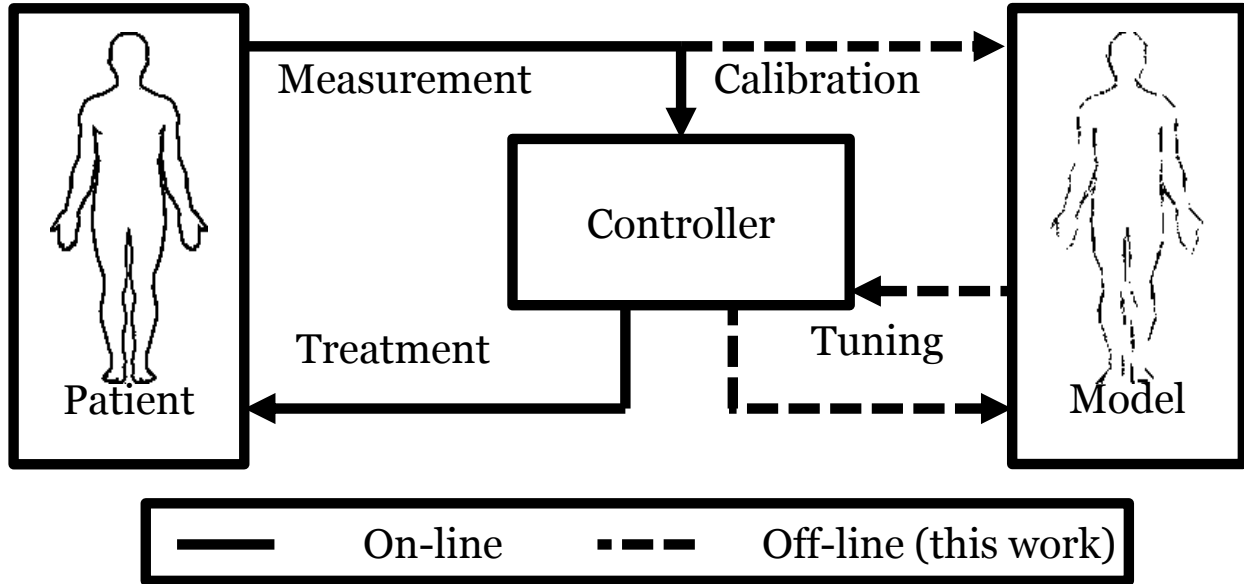 Measurement
Calibration
Controller
Treatment
Tuning
Patient
Model
On-line
Off-line (this work)